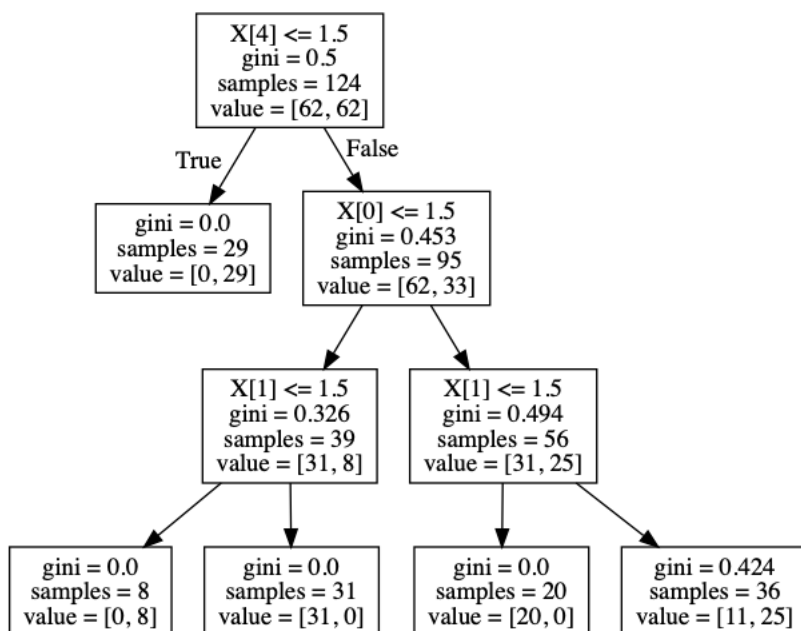 X[4] <= 1.5
gini = 0.5
samples = 124
value = [62, 62]
True
False
gini = 0.0
samples = 29
value = [0, 29]
X[0] <= 1.5
gini = 0.453
samples = 95
value = [62, 33]
X[1] <= 1.5
gini = 0.326
samples = 39
value = [31, 8]
X[1] <= 1.5
gini = 0.494
samples = 56
value = [31, 25]
gini = 0.0
samples = 8
value = [0, 8]
gini = 0.0
samples = 31
value = [31, 0]
gini = 0.0
samples = 20
value = [20, 0]
gini = 0.424
samples = 36
value = [11, 25]